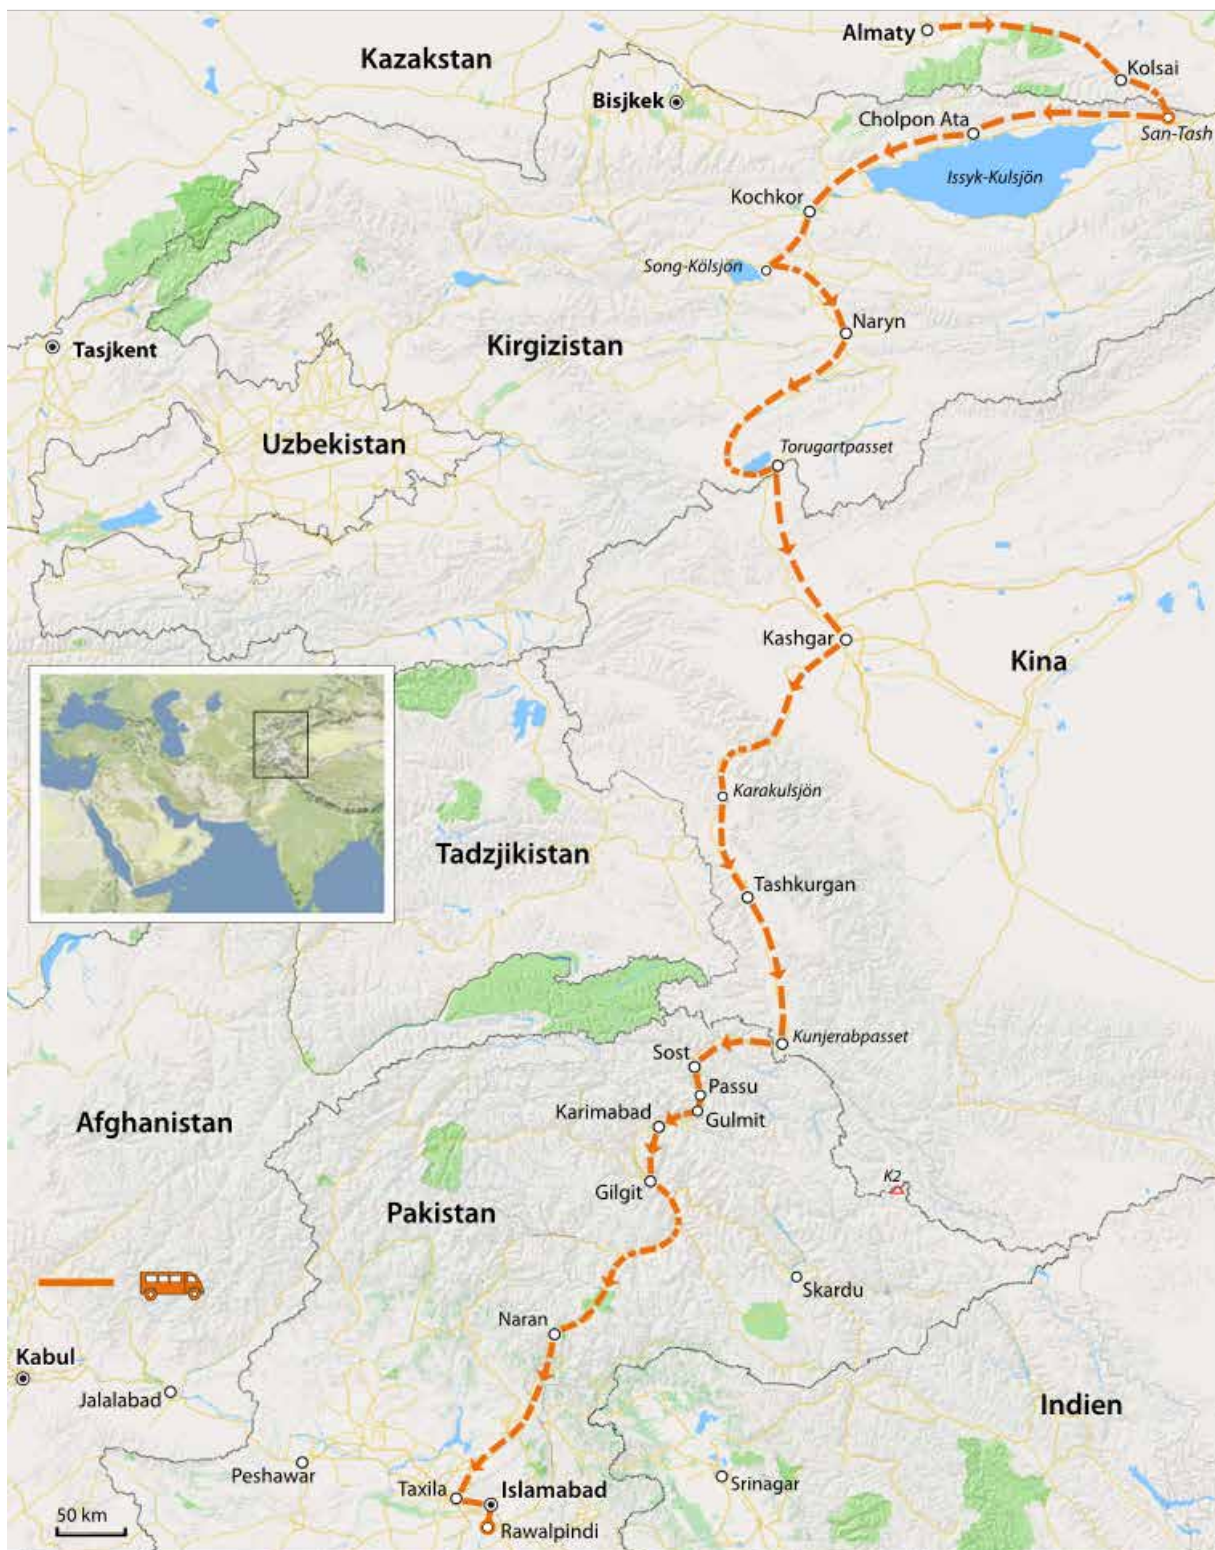 Almaty
Kazakstan
Kolsai
Bisjkek
Cholpon Ata
San-Tash
Issyk-Kulsjön
Kochkor
Song-Kölsjön
Naryn
Kirgizistan
Tasjkent
Uzbekistan
Torugartpasset
Kashgar
Kina
Karakulsjön
Tadzjikistan
Tashkurgan
Kunjerabpasset
Sost
Passu
Karimabad
Gulmit
Afghanistan
K2
Gilgit
Pakistan
Skardu
Naran
Kabul
Jalalabad
Indien
Peshawar
Srinagar
Taxila
Islamabad
50 km
Rawalpindi